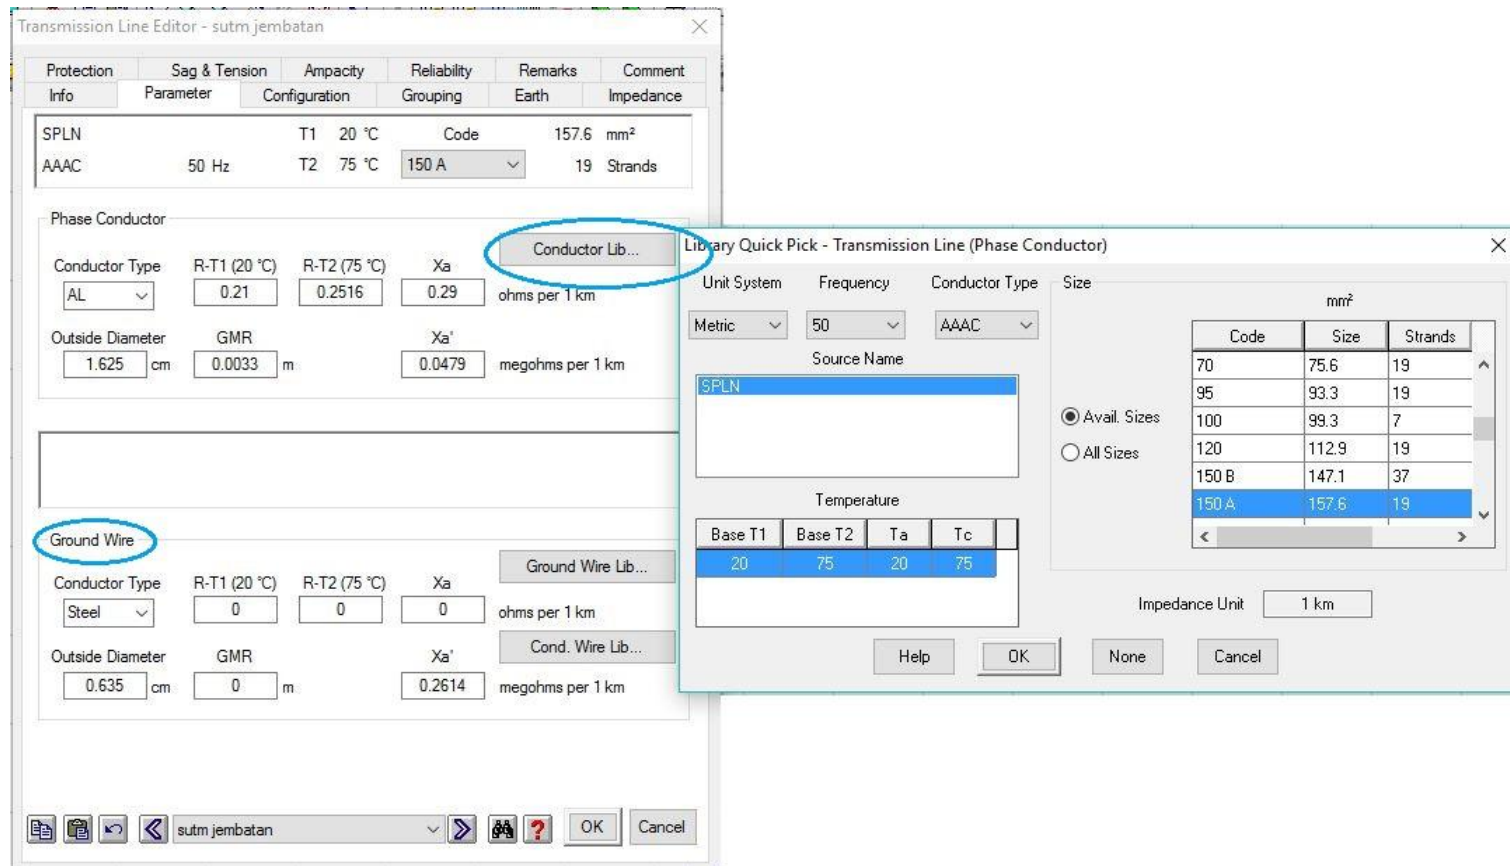 Transmission Line Editor - sutm jembatan
Protection Sag & Tension Ampacity Reliability Remarks Comment
Info Parameter Configuration Grouping Earth Impedance
SPLN T1 20 °C Code 157.6 mm²
AAAC 50 Hz T2 75 °C 150 A 19 Strands
Phase Conductor
Conductor Lib...
Conductor Type R-T1 (20 °C) R-T2 (75 °C) Xa
AL 0.21 0.2516 0.29 ohms per 1 km
Outside Diameter GMR Xa'
1.625 cm 0.0033 m 0.0479 megohms per 1 km
Ground Wire
Ground Wire Lib...
Conductor Type R-T1 (20 °C) R-T2 (75 °C) Xa
Steel 0 0 0 ohms per 1 km
Cond. Wire Lib...
Outside Diameter GMR Xa'
0.635 cm 0 m 0.2614 megohms per 1 km
sutm jembatan ? OK Cancel
Library Quick Pick - Transmission Line (Phase Conductor)
Unit System Frequency Conductor Type Size
Metric 50 AAAC
mm²
Code Size Strands
70 75.6 19
95 93.3 19
100 99.3 7
120 112.9 19
150 B 147.1 37
150 A 157.6 19
Source Name
SPLN
Avail. Sizes
All Sizes
Temperature
Base T1 Base T2 Ta Tc
20 75 20 75
Impedance Unit 1 km
Help OK None Cancel